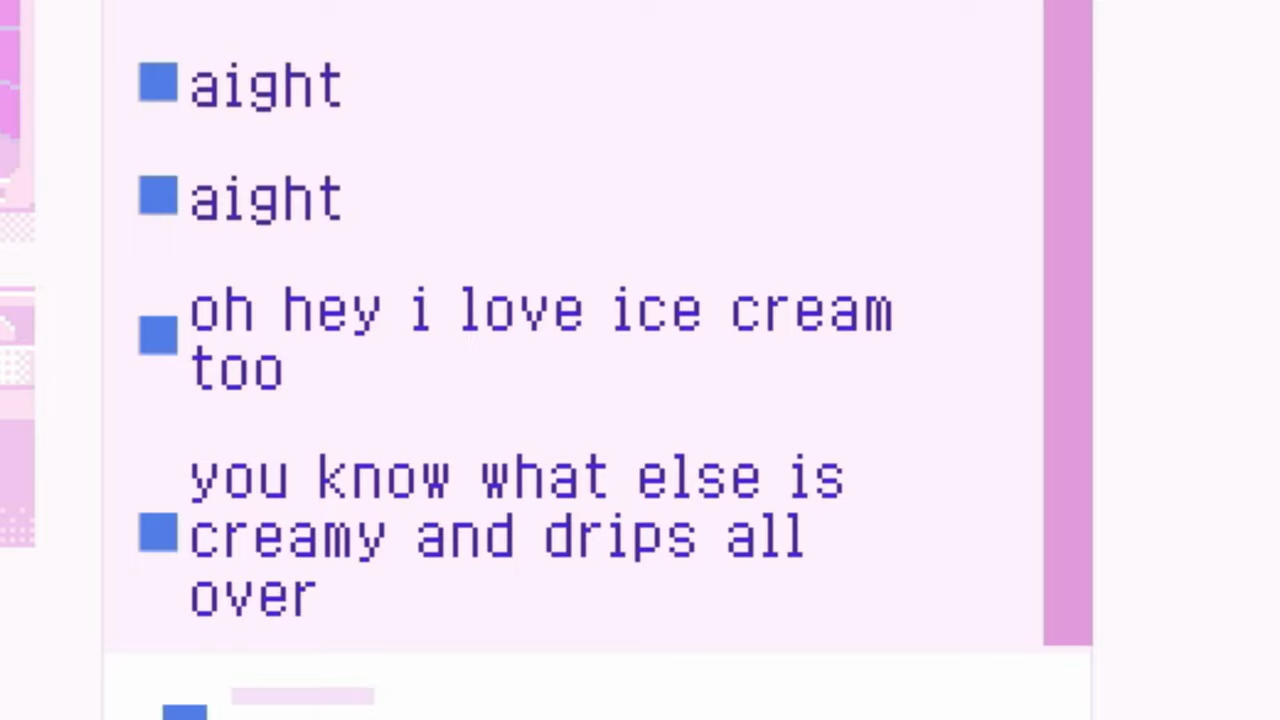 aight
aight
oh hey i love ice cream
too
you know what else is
creamy and drips all
over